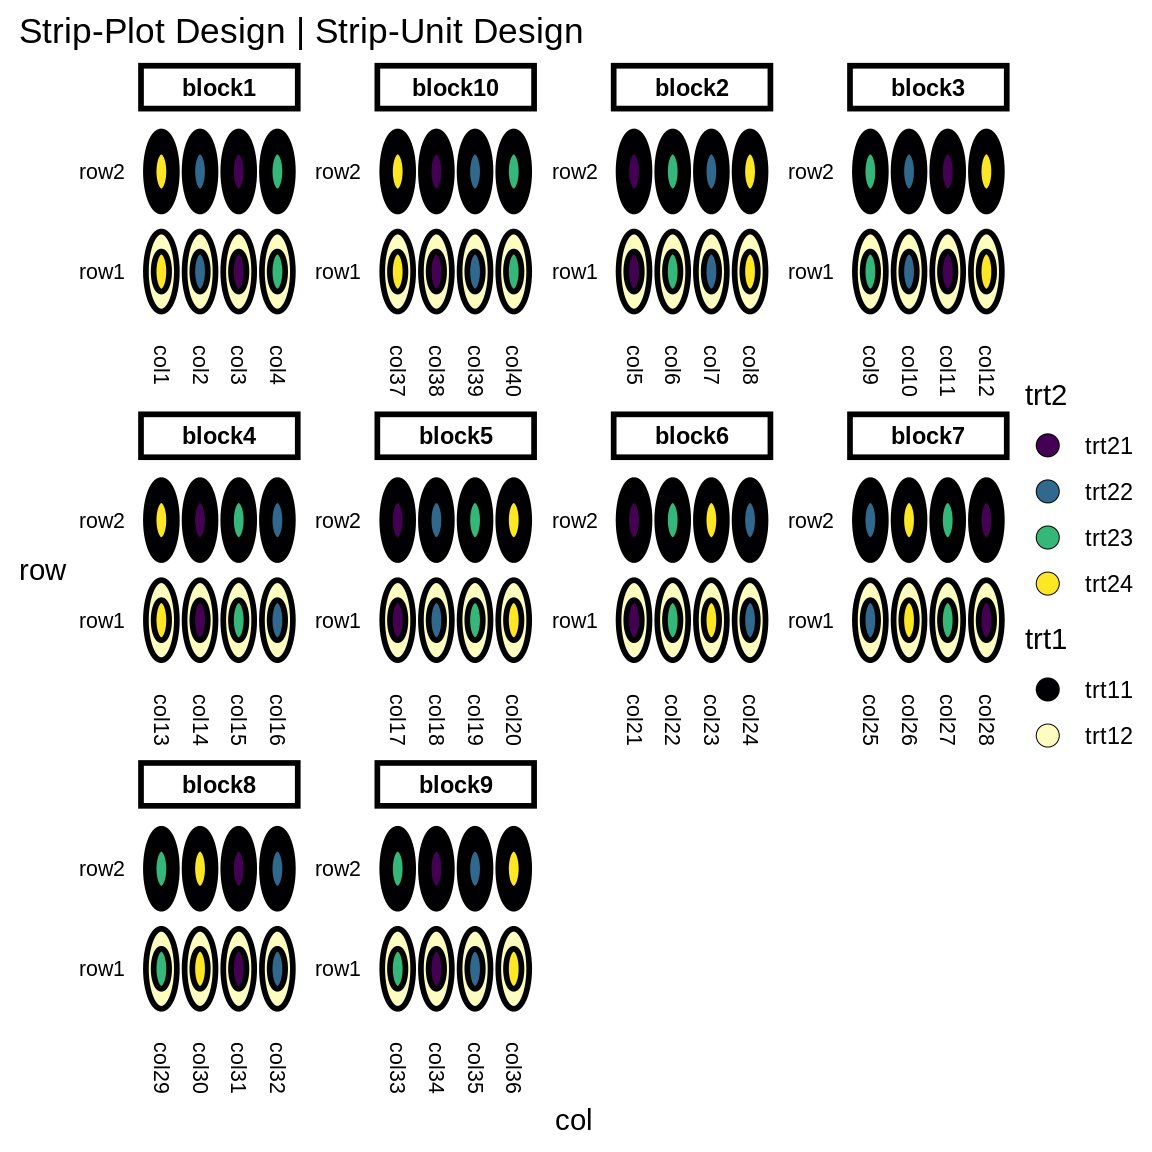 Strip-Plot Design | Strip-Unit Design
block1 block10 block2 block3
row2 row2 row2 row2
row1 row1 row1 row1
col1 col2 col3 col4 col37 col38 col39 col40 col5 col6 col7 col8 col9 col10 col11 col12
block4 block5 block6 block7
row2 row2 row2 row2
row1 row1 row1 row1
col13 col14 col15 col16 col17 col18 col19 col20 col21 col22 col23 col24 col25 col26 col27 col28
block8 block9
row2 row2
row1 row1
col29 col30 col31 col32 col33 col34 col35 col36
row
col
trt2
trt21
trt22
trt23
trt24
trt1
trt11
trt12